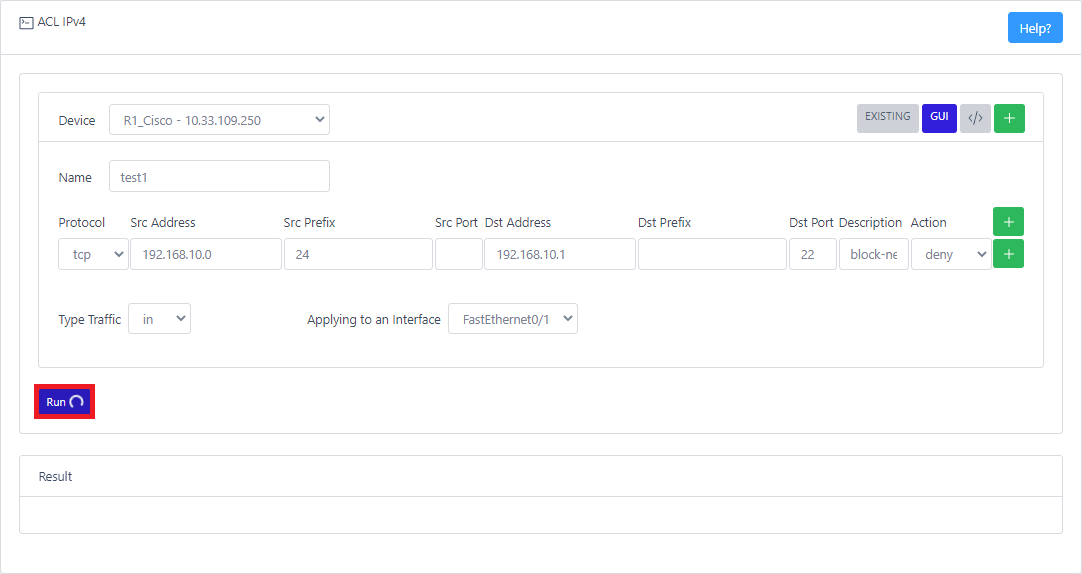 ACL IPv4
Help?
Device R1_Cisco - 10.33.109.250 EXISTING GUI </> +
Name test1
Protocol Src Address Src Prefix Src Port Dst Address Dst Prefix Dst Port Description Action +
tcp 192.168.10.0 24 192.168.10.1 22 block-ne deny +
Type Traffic in Applying to an Interface FastEthernet0/1
Run
Result